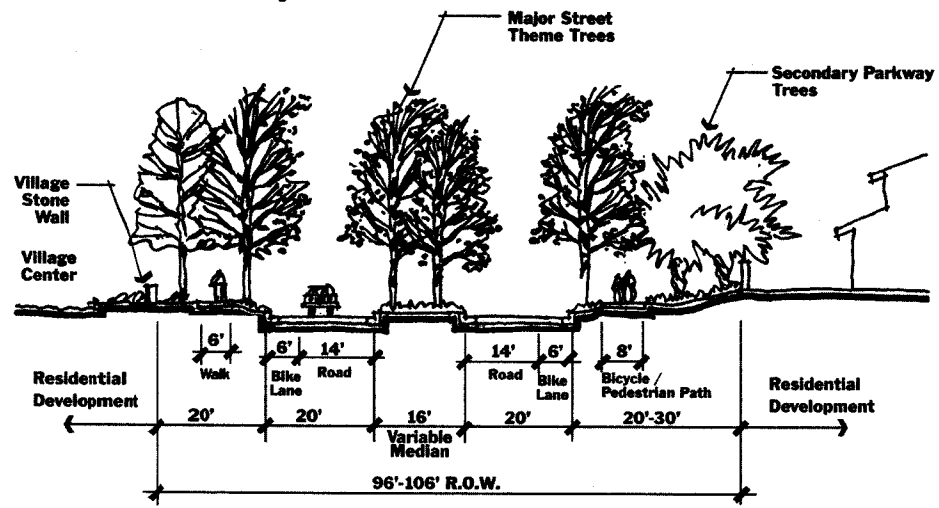 Major Street
Theme Trees
Secondary Parkway
Trees
Village
Stone
Wall
Village
Center
6'
Walk
6'
Bike
Lane
14'
Road
14'
Road
6'
Bike
Lane
8'
Bicycle /
Pedestrian Path
Residential
Development
Residential
Development
20'
20'
16'
Variable
Median
20'
20'-30'
96'-106' R.O.W.